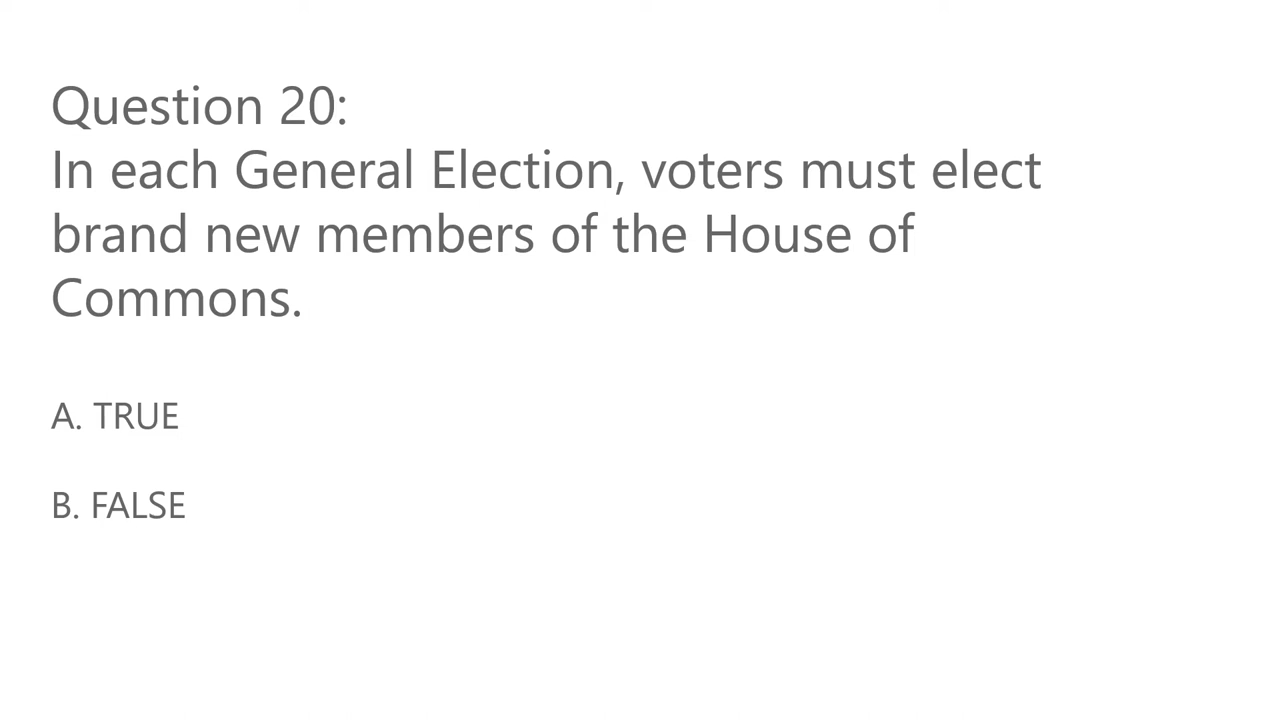 Question 20:
In each General Election, voters must elect
brand new members of the House of
Commons.
A. TRUE
B. FALSE